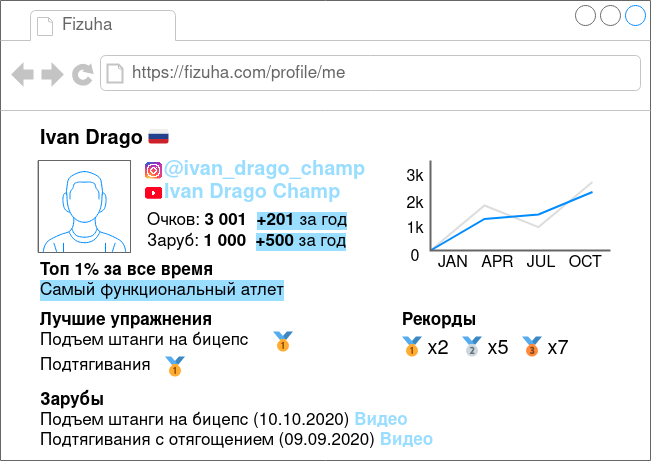 Fizuha
https://fizuha.com/profile/me
Ivan Drago
@ivan_drago_champ
Ivan Drago Champ
Очков: 3 001 +201 за год
Заруб: 1 000 +500 за год
Топ 1% за все время
Самый функциональный атлет
3k
2k
1k
0
JAN APR JUL OCT
Лучшие упражнения
Подъем штанги на бицепс 1
Подтягивания 1
Рекорды
1 x2 2 x5 3 x7
Зарубы
Подъем штанги на бицепс (10.10.2020) Видео
Подтягивания с отягощением (09.09.2020) Видео